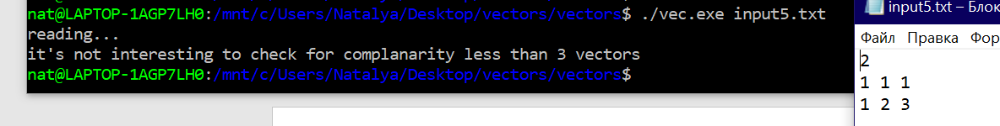 nat@LAPTOP-1AGP7LH0:/mnt/c/Users/Natalya/Desktop/vectors/vectors$ ./vec.exe input5.txt
reading...
it's not interesting to check for complanarity less than 3 vectors
nat@LAPTOP-1AGP7LH0:/mnt/c/Users/Natalya/Desktop/vectors/vectors$
input5.txt – Блок
Файл Правка Фор
2
1 1 1
1 2 3